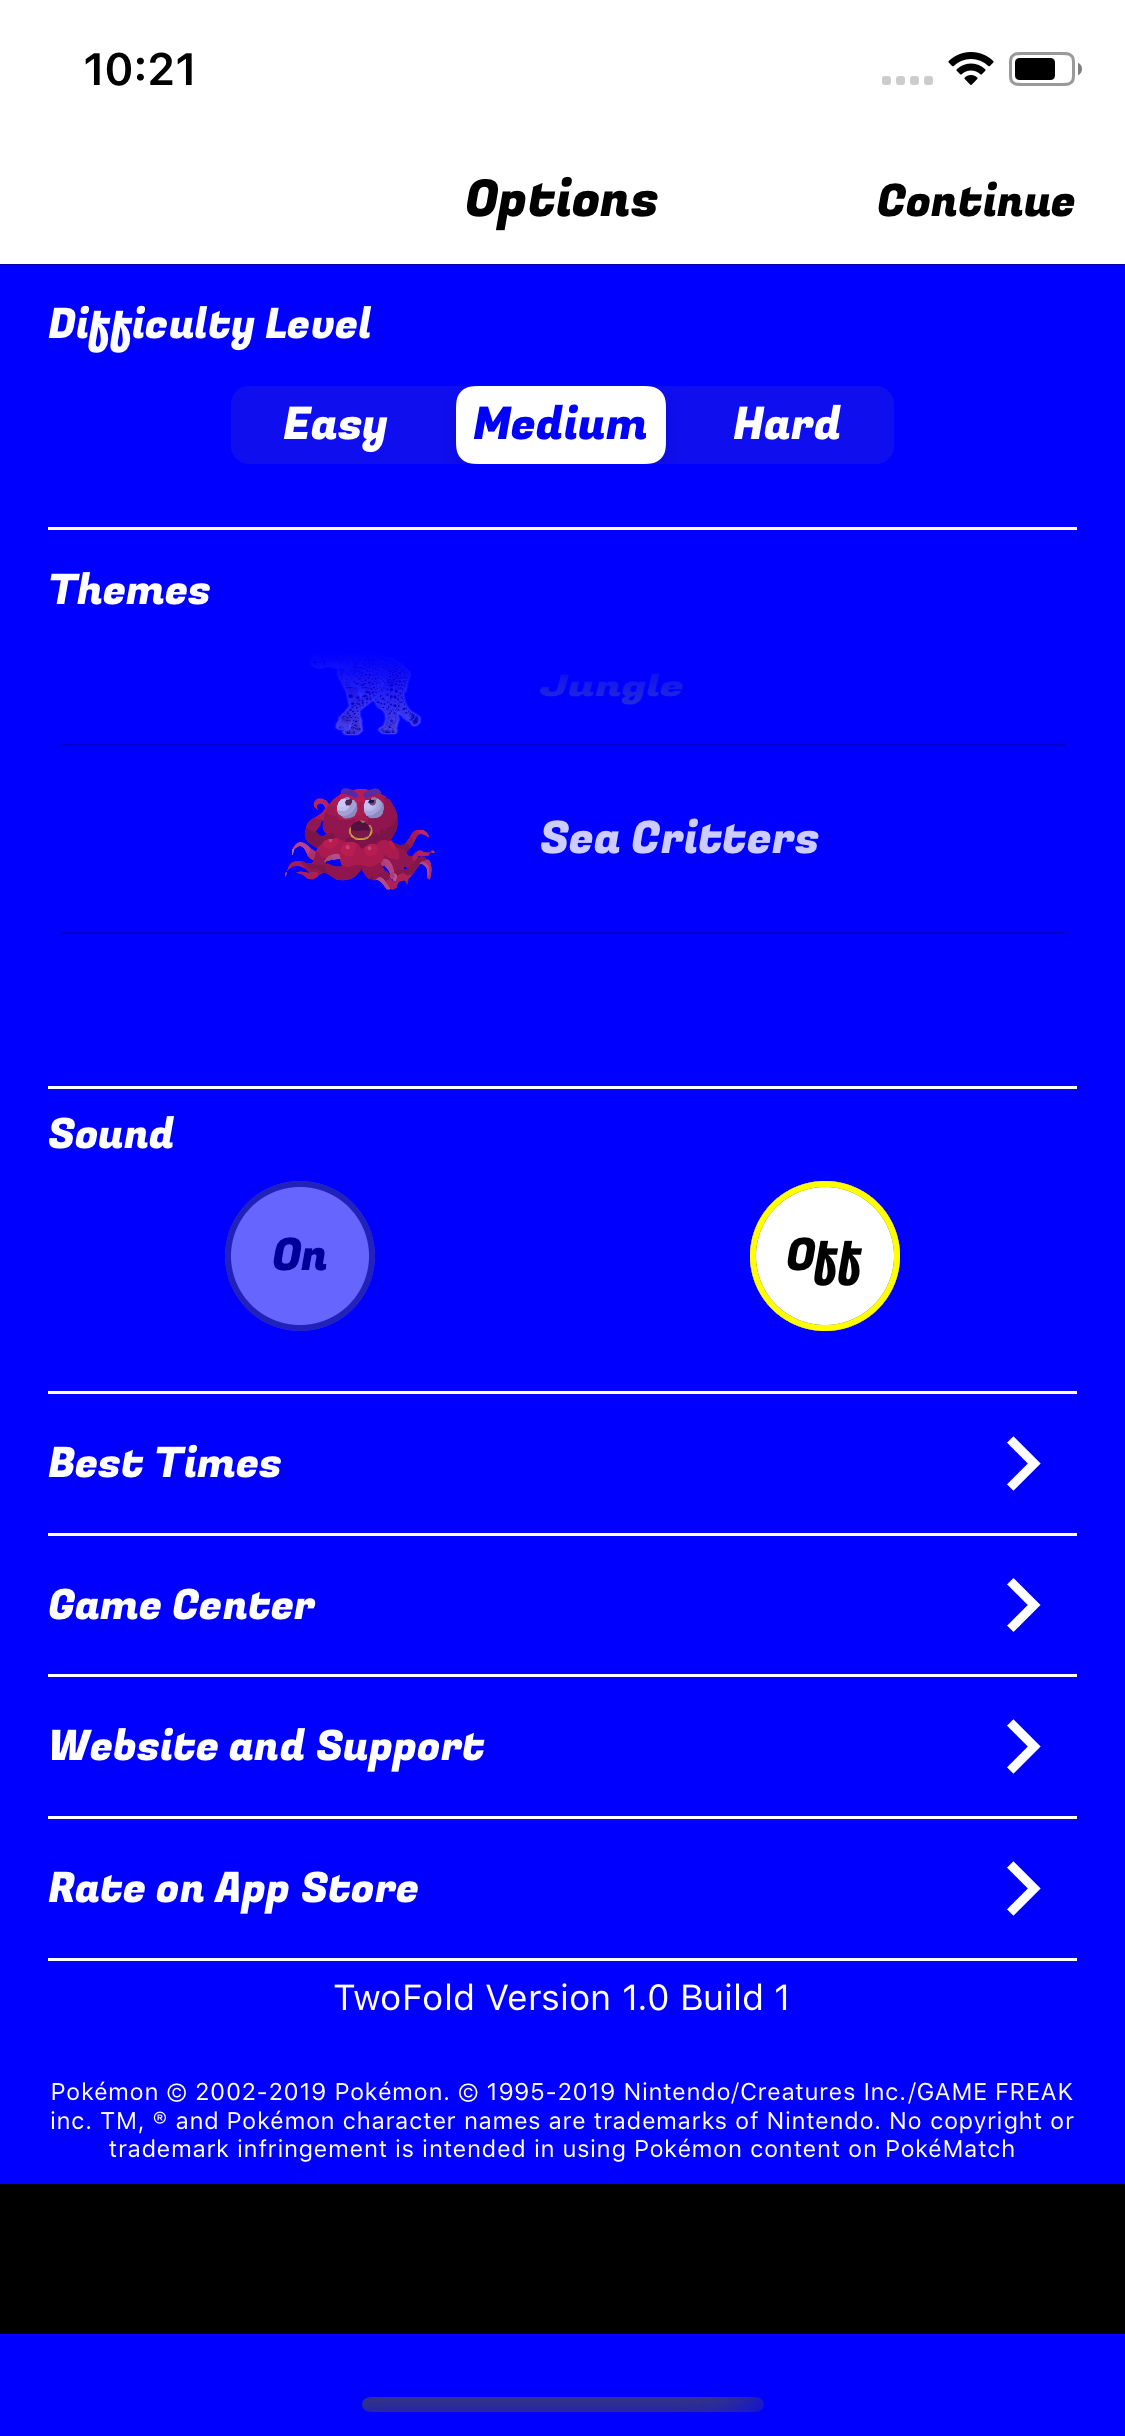 10:21
Options
Continue
Difficulty Level
Easy
Medium
Hard
Themes
Jungle
Sea Critters
Sound
On
Off
Best Times
Game Center
Website and Support
Rate on App Store
TwoFold Version 1.0 Build 1
Pokémon © 2002-2019 Pokémon. © 1995-2019 Nintendo/Creatures Inc./GAME FREAK
inc. TM, ® and Pokémon character names are trademarks of Nintendo. No copyright or
trademark infringement is intended in using Pokémon content on PokéMatch